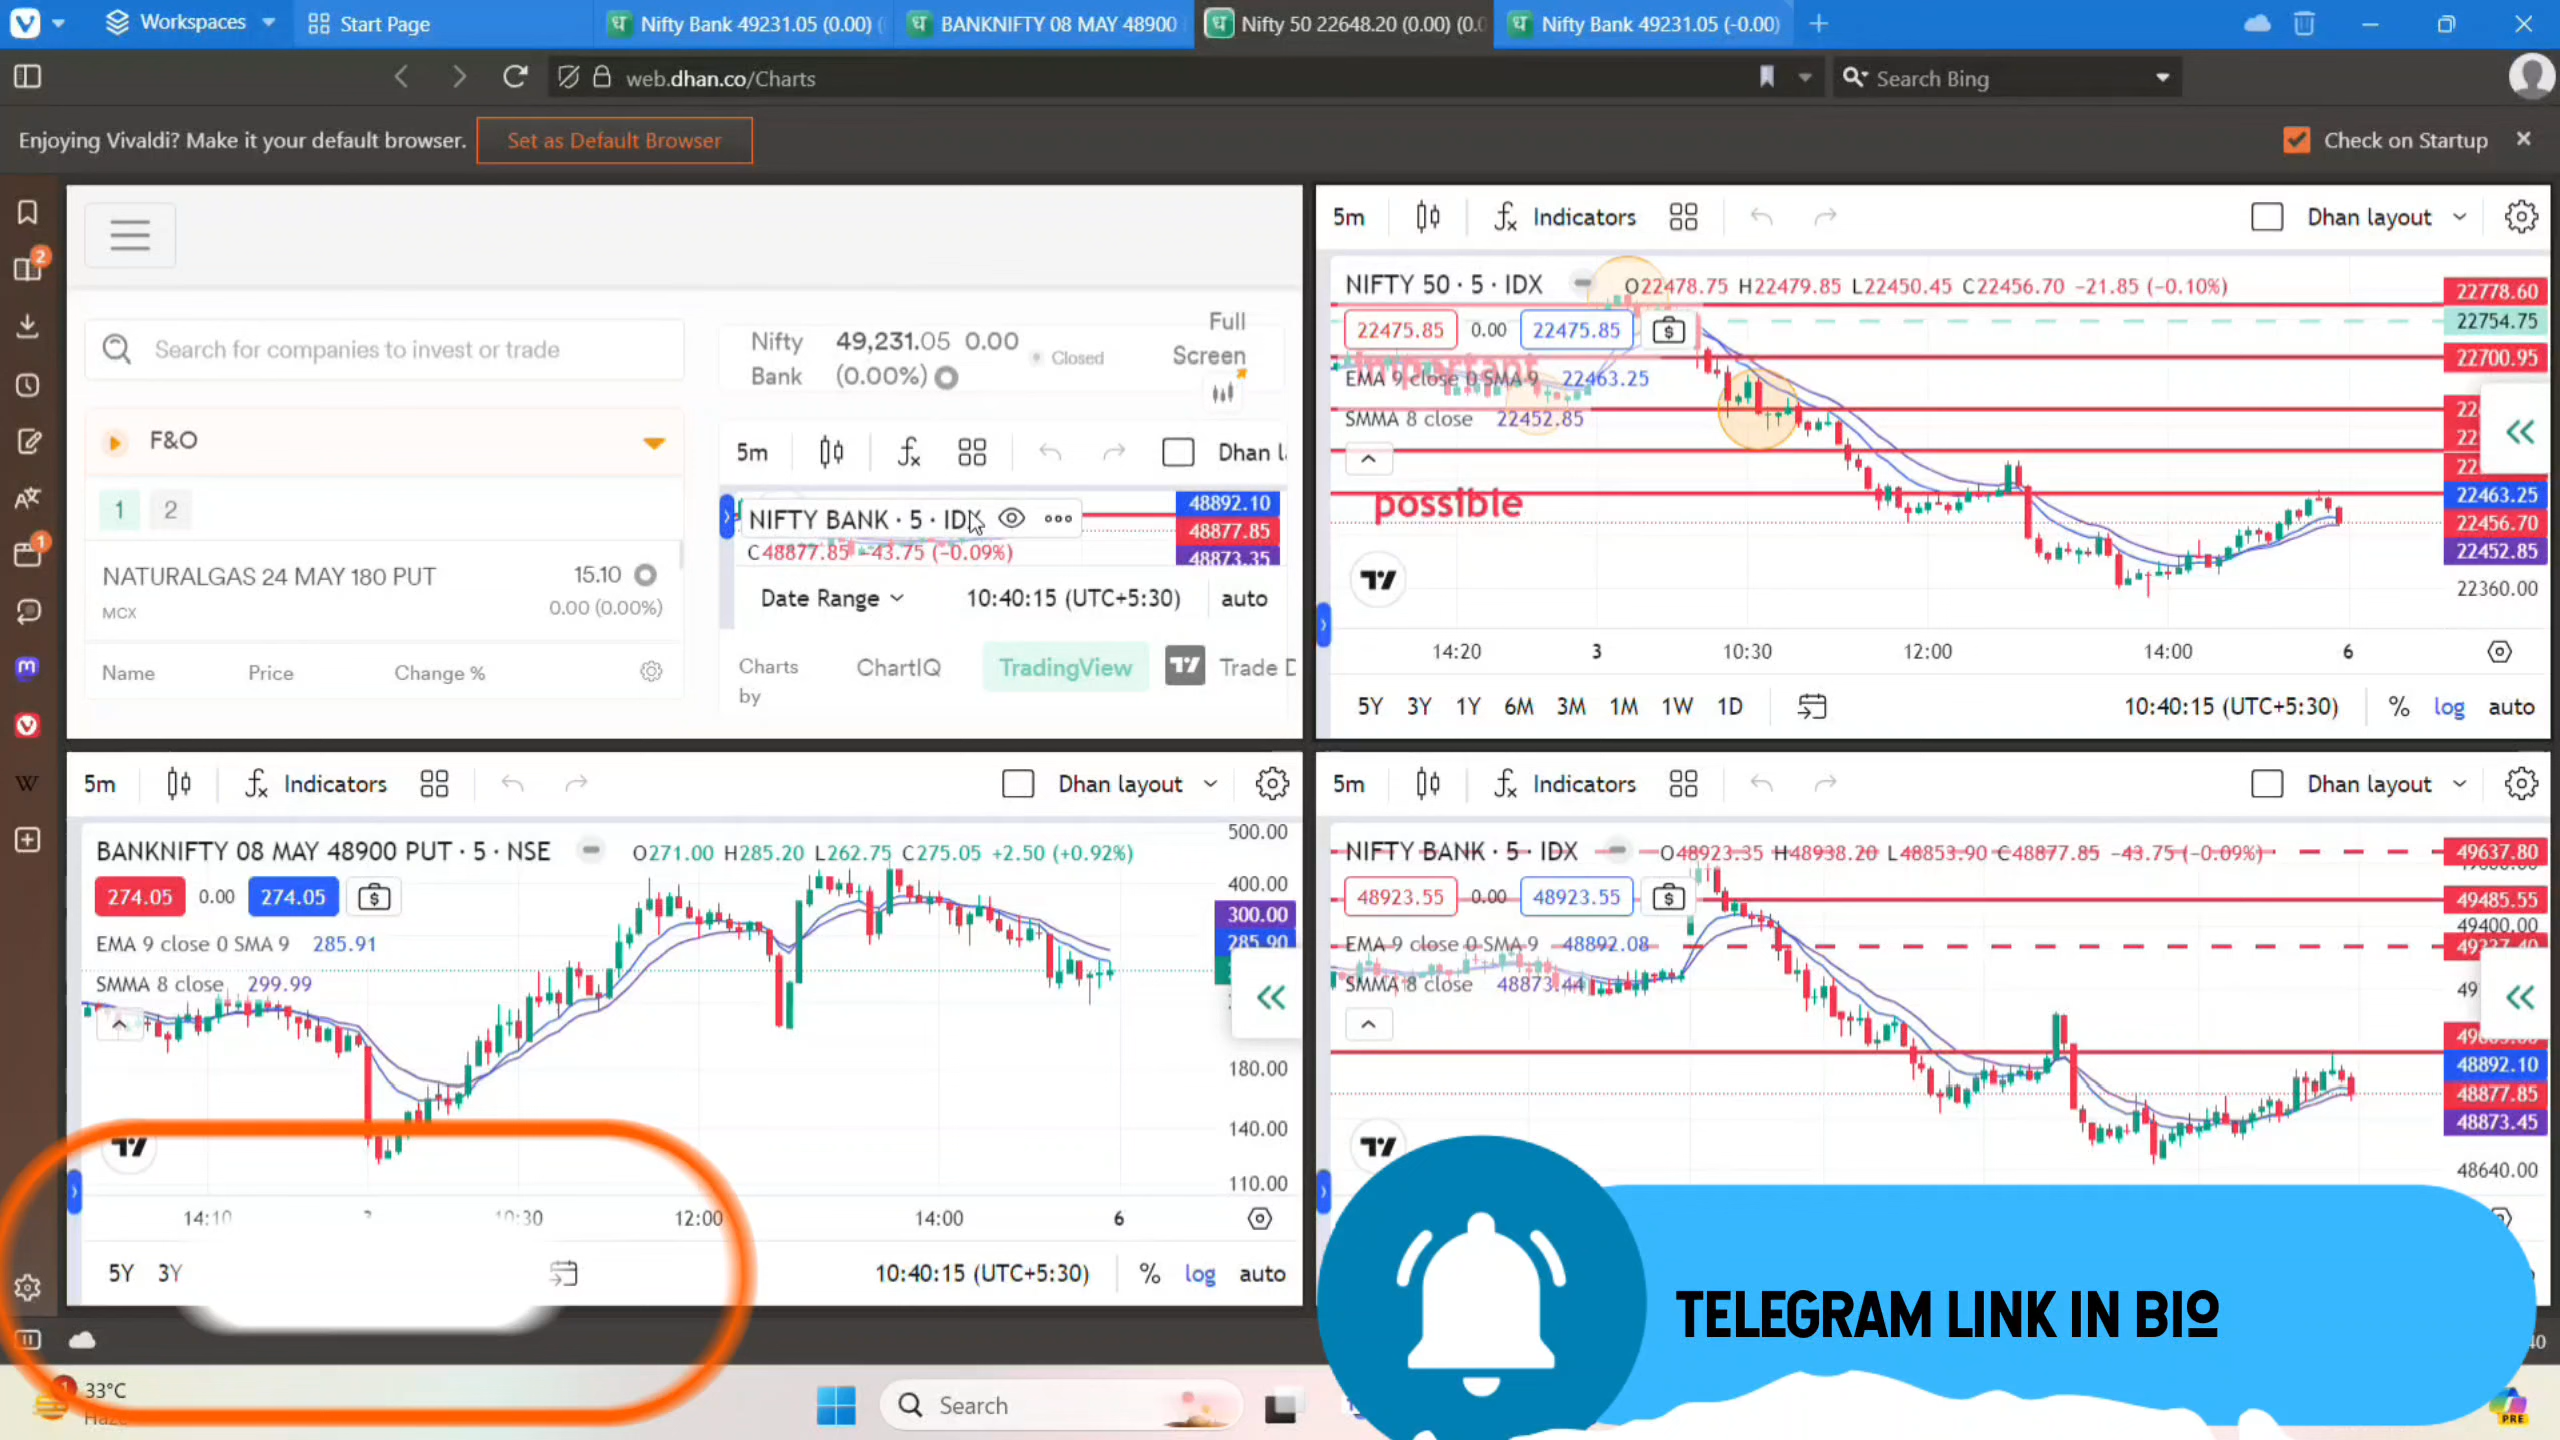 Workspaces
Start Page
Nifty Bank 49231.05 (0.00)
BANKNIFTY 08 MAY 48900
Nifty 50 22648.20 (0.00) (0.0
Nifty Bank 49231.05 (-0.00)
web.dhan.co/Charts
Search Bing
Enjoying Vivaldi? Make it your default browser.
Set as Default Browser
Check on Startup
2
1
Search for companies to invest or trade
Nifty Bank
49,231.05 0.00 (0.00%)
Closed
Full Screen
F&O
1 2
NATURALGAS 24 MAY 180 PUT
MCX
15.10
0.00 (0.00%)
Name Price Change %
5m
Dhan l
NIFTY BANK · 5 · IDX
C48877.85 -43.75 (-0.09%)
48892.10
48877.85
48873.35
Date Range 10:40:15 (UTC+5:30) auto
Charts by
ChartIQ
TradingView
Trade D
5m Indicators Dhan layout
NIFTY 50 · 5 · IDX
O22478.75 H22479.85 L22450.45 C22456.70 -21.85 (-0.10%)
22475.85 0.00 22475.85
important
EMA 9 close 0 SMA 9 22463.25
SMMA 8 close 22452.85
possible
22778.60
22754.75
22700.95
22463.25
22456.70
22452.85
22360.00
14:20 3 10:30 12:00 14:00 6
5Y 3Y 1Y 6M 3M 1M 1W 1D
10:40:15 (UTC+5:30) % log auto
5m Indicators Dhan layout
BANKNIFTY 08 MAY 48900 PUT · 5 · NSE
O271.00 H285.20 L262.75 C275.05 +2.50 (+0.92%)
274.05 0.00 274.05
EMA 9 close 0 SMA 9 285.91
SMMA 8 close 299.99
500.00
400.00
300.00
285.90
180.00
140.00
110.00
14:10 3 10:30 12:00 14:00 6
5Y 3Y
10:40:15 (UTC+5:30) % log auto
5m Indicators Dhan layout
NIFTY BANK · 5 · IDX
O48923.35 H48938.20 L48853.90 C48877.85 -43.75 (-0.09%)
48923.55 0.00 48923.55
EMA 9 close 0 SMA 9 48892.08
SMMA 8 close 48873.44
49637.80
49485.55
49400.00
48892.10
48877.85
48873.45
48640.00
TELEGRAM LINK IN BIO
1
33°C
Search
PRE